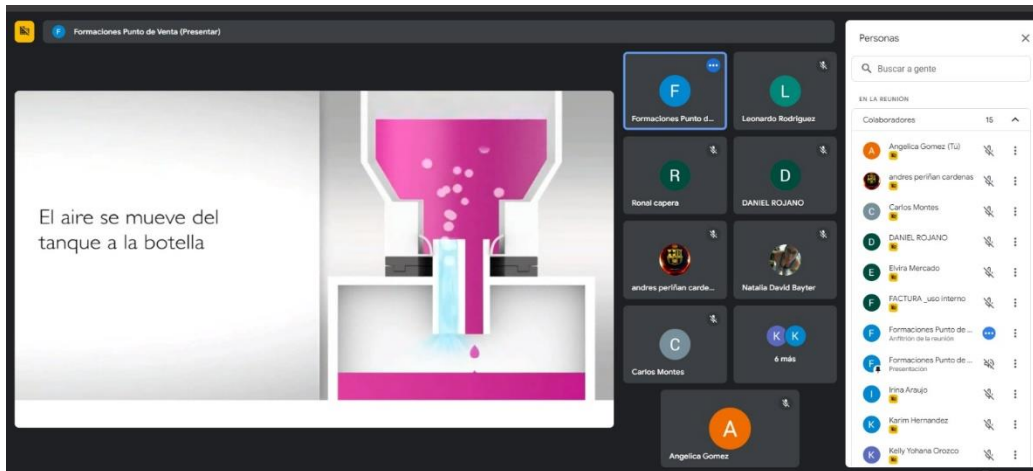 F Formaciones Punto de Venta (Presentar)
El aire se mueve del
tanque a la botella
F
Formaciones Punto d...
L
Leonardo Rodriguez
R
Ronal capera
D
DANIEL ROJANO
andres periñan carde...
Natalia David Bayter
C
Carlos Montes
K K
6 más
A
Angelica Gomez
Personas
Buscar a gente
EN LA REUNIÓN
Colaboradores 15
A Angelica Gomez (Tú)
andres periñan cardenas
C Carlos Montes
D DANIEL ROJANO
E Elvira Mercado
F FACTURA _uso interno
F Formaciones Punto de ...
Anfitrión de la reunión
F Formaciones Punto de ...
Presentación
I Irina Araujo
K Karim Hernandez
K Kelly Yohana Orozco